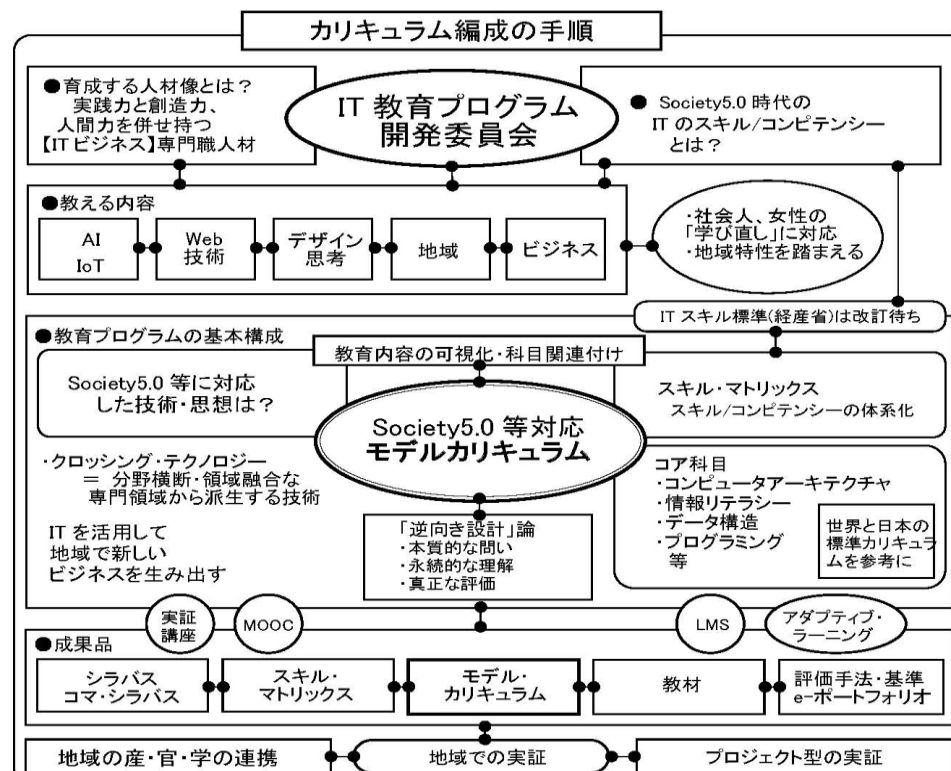 カリキュラム編成の手順
●育成する人材像とは?
実践力と創造力、
人間力を併せ持つ
【ITビジネス】専門職人材
IT 教育プログラム
開発委員会
● Society5.0 時代の
IT のスキル/コンピテンシー
とは?
●教える内容
AI
IoT
Web
技術
デザイン
思考
地域
ビジネス
・社会人、女性の
「学び直し」に対応
・地域特性を踏まえる
IT スキル標準(経産省)は改訂待ち
●教育プログラムの基本構成
教育内容の可視化・科目関連付け
Society5.0 等に対応
した技術・思想は?
スキル・マトリックス
スキル/コンピテンシーの体系化
Society5.0 等対応
モデルカリキュラム
・クロッシング・テクノロジー
= 分野横断・領域融合な
専門領域から派生する技術
IT を活用して
地域で新しい
ビジネスを生み出す
「逆向き設計」論
・本質的な問い
・永続的な理解
・真正な評価
コア科目
・コンピュータアーキテクチャ
・情報リテラシー
・データ構造
・プログラミング
等
世界と日本の
標準カリキュラ
ムを参考に
実証
講座
MOOC
LMS
アダプティブ・
ラーニング
●成果品
シラバス
コマ・シラバス
スキル・
マトリックス
モデル・
カリキュラム
教材
評価手法・基準
e-ポートフォリオ
地域の産・官・学の連携
地域での実証
プロジェクト型の実証